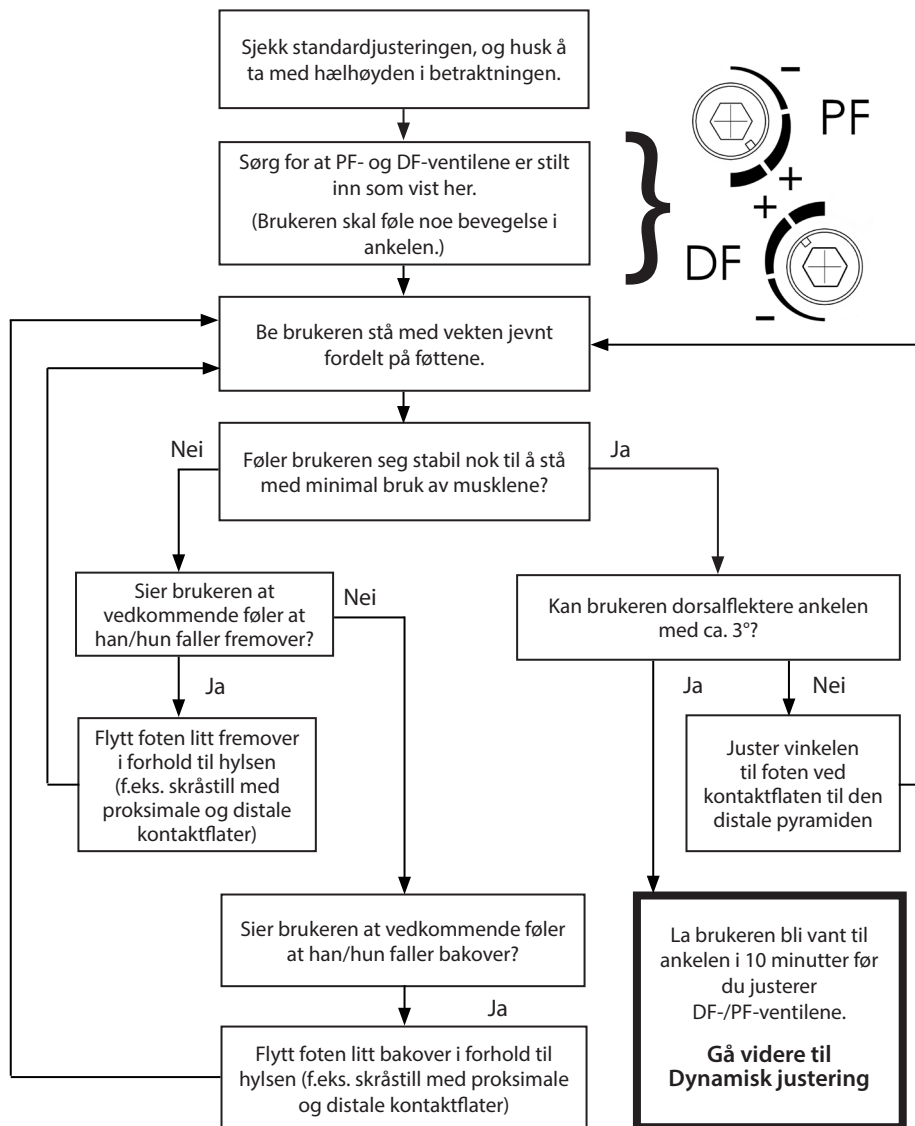 Sjekk standardjusteringen, og husk å
ta med hælhøyden i betraktningen.
Sørg for at PF- og DF-ventilene er stilt
inn som vist her.
(Brukeren skal føle noe bevegelse i
ankelen.)
-
PF
+
+
DF
-
Be brukeren stå med vekten jevnt
fordelt på føttene.
Nei
Føler brukeren seg stabil nok til å stå
med minimal bruk av musklene?
Ja
Sier brukeren at
vedkommende føler at
han/hun faller fremover?
Nei
Kan brukeren dorsalflektere ankelen
med ca. 3°?
Ja
Ja
Nei
Flytt foten litt fremover
i forhold til hylsen
(f.eks. skråstill med
proksimale og distale
kontaktflater)
Juster vinkelen
til foten ved
kontaktflaten til den
distale pyramiden
Sier brukeren at vedkommende føler
at han/hun faller bakover?
Ja
Flytt foten litt bakover i forhold til
hylsen (f.eks. skråstill med proksimale
og distale kontaktflater)
La brukeren bli vant til
ankelen i 10 minutter før
du justerer
DF-/PF-ventilene.
Gå videre til
Dynamisk justering